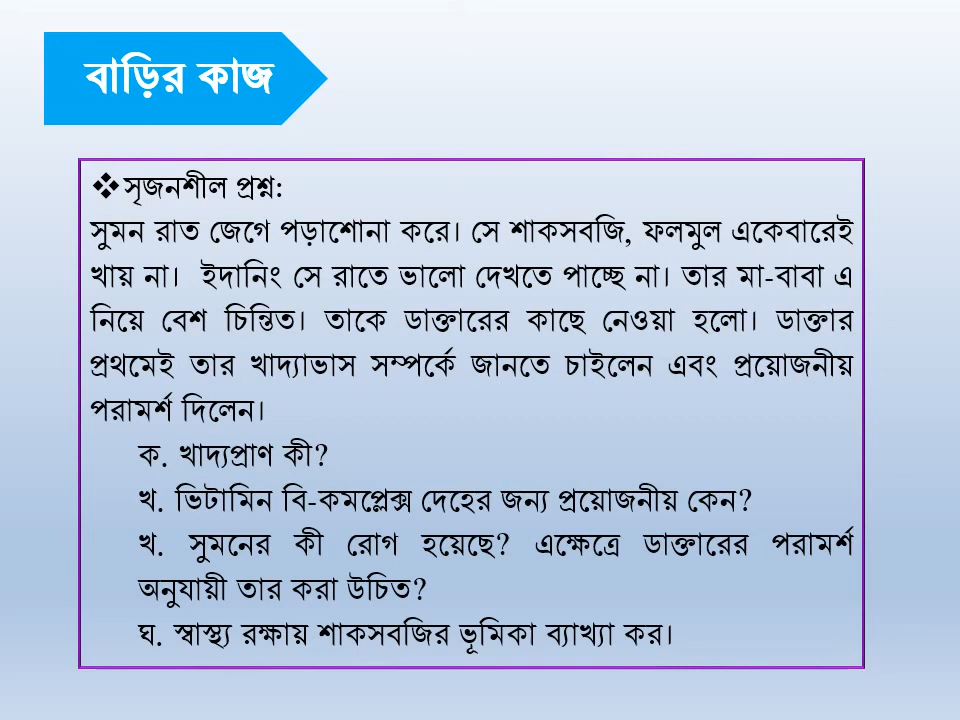 বাড়ির কাজ
❖সৃজনশীল প্রশ্ন:
সুমন রাত জেগে পড়াশোনা করে। সে শাকসবজি, ফলমুল একেবারেই
খায় না। ইদানিং সে রাতে ভালো দেখতে পাচ্ছে না। তার মা-বাবা এ
নিয়ে বেশ চিন্তিত। তাকে ডাক্তারের কাছে নেওয়া হলো। ডাক্তার
প্রথমেই তার খাদ্যাভাস সম্পর্কে জানতে চাইলেন এবং প্রয়োজনীয়
পরামর্শ দিলেন।
ক. খাদ্যপ্রাণ কী?
খ. ভিটামিন বি-কমপ্লেক্স দেহের জন্য প্রয়োজনীয় কেন?
খ. সুমনের কী রোগ হয়েছে? এক্ষেত্রে ডাক্তারের পরামর্শ
অনুযায়ী তার করা উচিত?
ঘ. স্বাস্থ্য রক্ষায় শাকসবজির ভূমিকা ব্যাখ্যা কর।